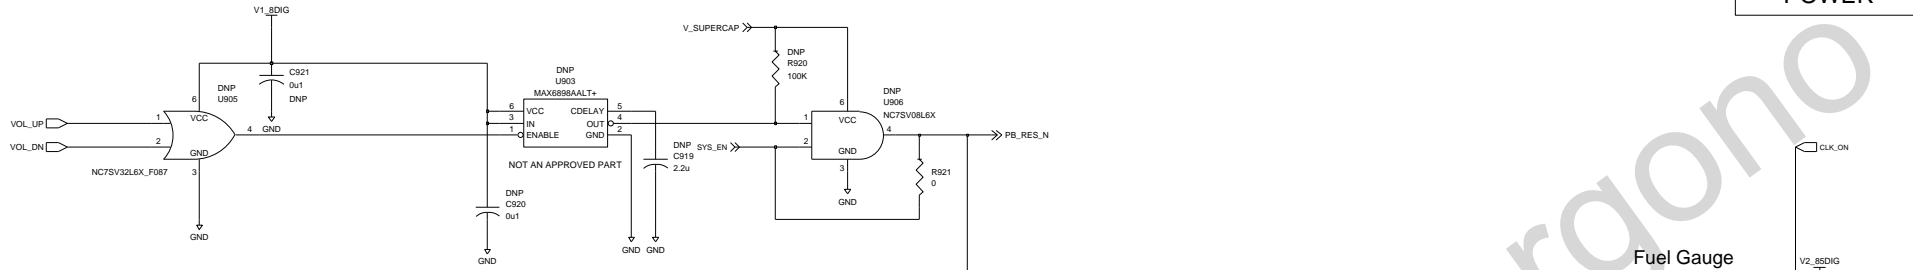 POWER
V1_8DIG
V_SUPERCAP
DNP
R920
100K
C921
0u1
DNP
DNP
U905
6
VCC
1
VOL_UP
2
VOL_DN
4
GND
GND
3
NC7SV32L6X_F087
GND
DNP
U903
MAX6898AALT+
6
VCC
3
IN
1
ENABLE
CDELAY
5
OUT
4
GND
2
NOT AN APPROVED PART
DNP
C919
2.2u
DNP
C920
0u1
GND
GND
GND
DNP
U906
NC7SV08L6X
6
VCC
1
SYS_EN
2
GND
4
3
GND
PB_RES_N
R921
0
CLK_ON
rgono
Fuel Gauge
V2_85DIG